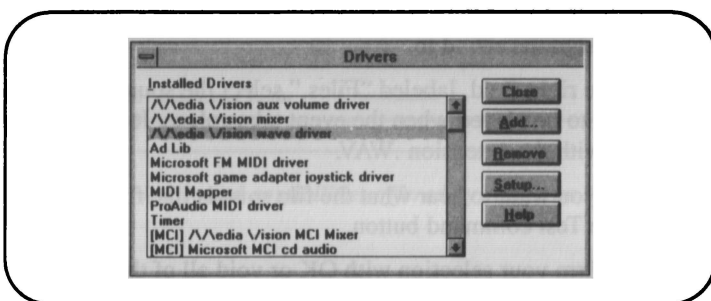 Drivers
Installed Drivers
/\/\edia \/ision aux volume driver
/\/\edia \/ision mixer
/\/\edia \/ision wave driver
Ad Lib
Microsoft FM MIDI driver
Microsoft game adapter joystick driver
MIDI Mapper
ProAudio MIDI driver
Timer
[MCI] /\/\edia \/ision MCI Mixer
[MCI] Microsoft MCI cd audio
Close
Add...
Remove
Setup...
Help